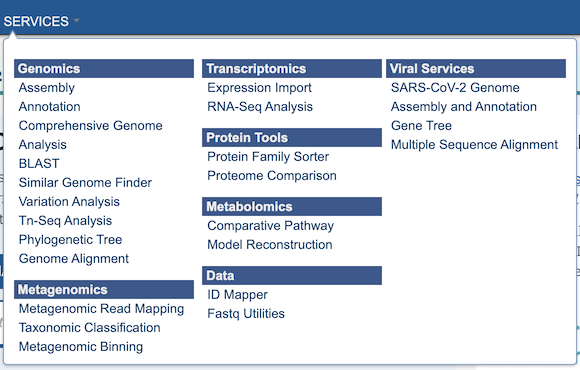 SERVICES
Genomics
Assembly
Annotation
Comprehensive Genome
Analysis
BLAST
Similar Genome Finder
Variation Analysis
Tn-Seq Analysis
Phylogenetic Tree
Genome Alignment
Metagenomics
Metagenomic Read Mapping
Taxonomic Classification
Metagenomic Binning
Transcriptomics
Expression Import
RNA-Seq Analysis
Protein Tools
Protein Family Sorter
Proteome Comparison
Metabolomics
Comparative Pathway
Model Reconstruction
Data
ID Mapper
Fastq Utilities
Viral Services
SARS-CoV-2 Genome
Assembly and Annotation
Gene Tree
Multiple Sequence Alignment